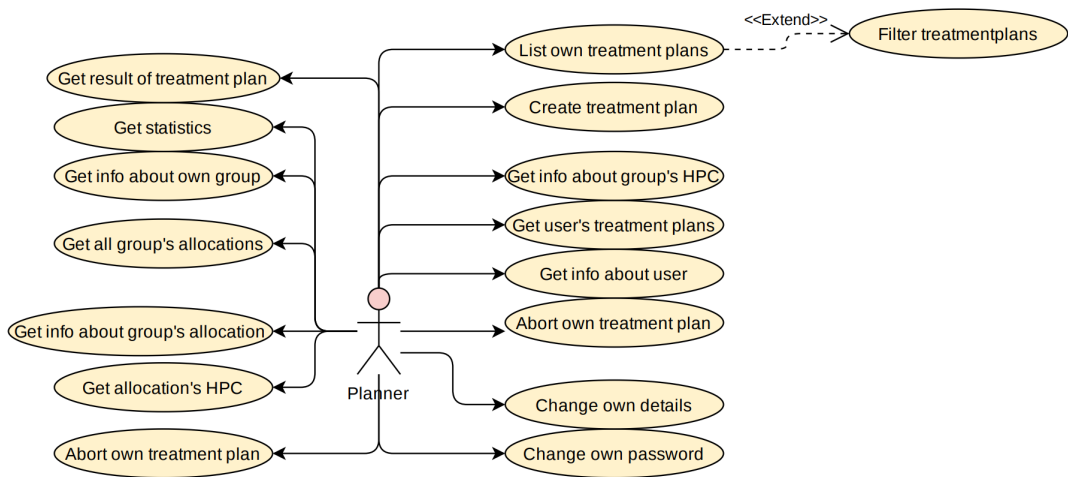 <<Extend>>
List own treatment plans
Filter treatmentplans
Get result of treatment plan
Create treatment plan
Get statistics
Get info about own group
Get info about group's HPC
Get user's treatment plans
Get all group's allocations
Get info about user
Get info about group's allocation
Abort own treatment plan
Get allocation's HPC
Planner
Change own details
Abort own treatment plan
Change own password